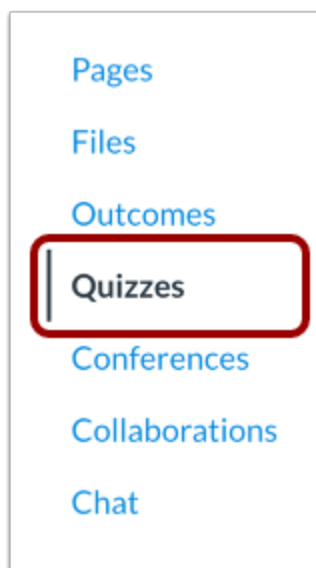 Pages
Files
Outcomes
Quizzes
Conferences
Collaborations
Chat